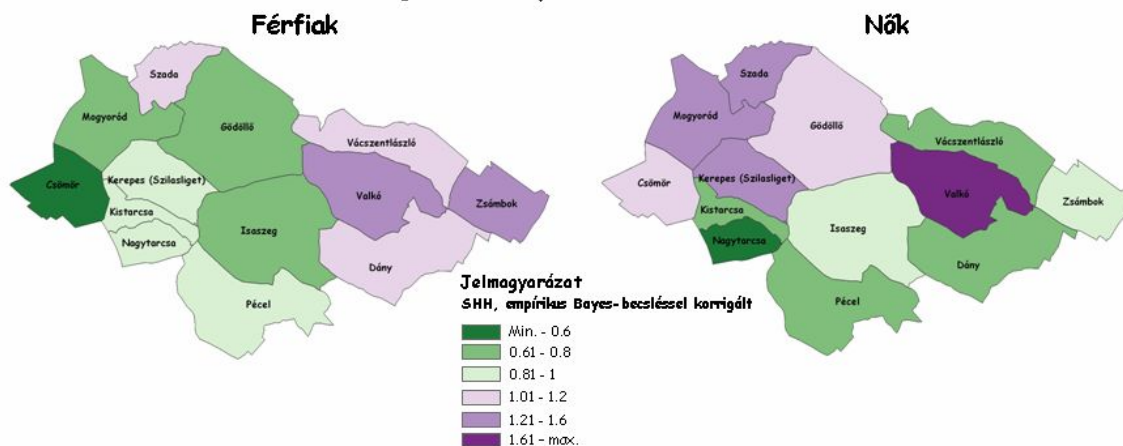 Férfiak
Szada
Mogyoród
Gödöllő
Vácszentlászló
Csömör
Kerepes (Szilasliget)
Valkó
Zsámbok
Kistarcsa
Isaszeg
Nagytarcsa
Dány
Pécel
Nők
Szada
Mogyoród
Gödöllő
Vácszentlászló
Csömör
Kerepes (Szilasliget)
Valkó
Zsámbok
Kistarcsa
Isaszeg
Nagytarcsa
Dány
Pécel
Jelmagyarázat
SHH, empírikus Bayes-becsléssel korrigált
Min. - 0.6
0.61 - 0.8
0.81 - 1
1.01 - 1.2
1.21 - 1.6
1.61 - max.